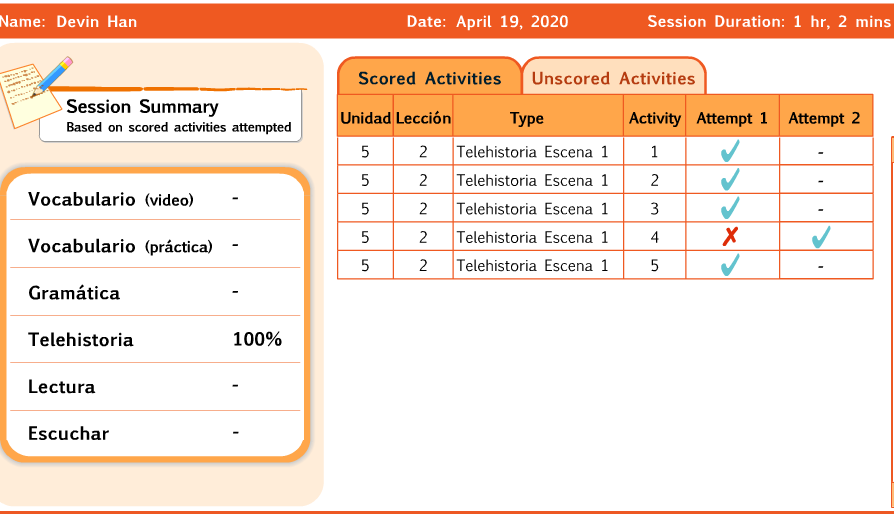 Name: Devin Han Date: April 19, 2020 Session Duration: 1 hr, 2 mins
Session Summary
Based on scored activities attempted
Vocabulario (video) -
Vocabulario (práctica) -
Gramática -
Telehistoria 100%
Lectura -
Escuchar -
Scored Activities Unscored Activities
Unidad Lección Type Activity Attempt 1 Attempt 2
5 2 Telehistoria Escena 1 1 ✓ -
5 2 Telehistoria Escena 1 2 ✓ -
5 2 Telehistoria Escena 1 3 ✓ -
5 2 Telehistoria Escena 1 4 ✗ ✓
5 2 Telehistoria Escena 1 5 ✓ -